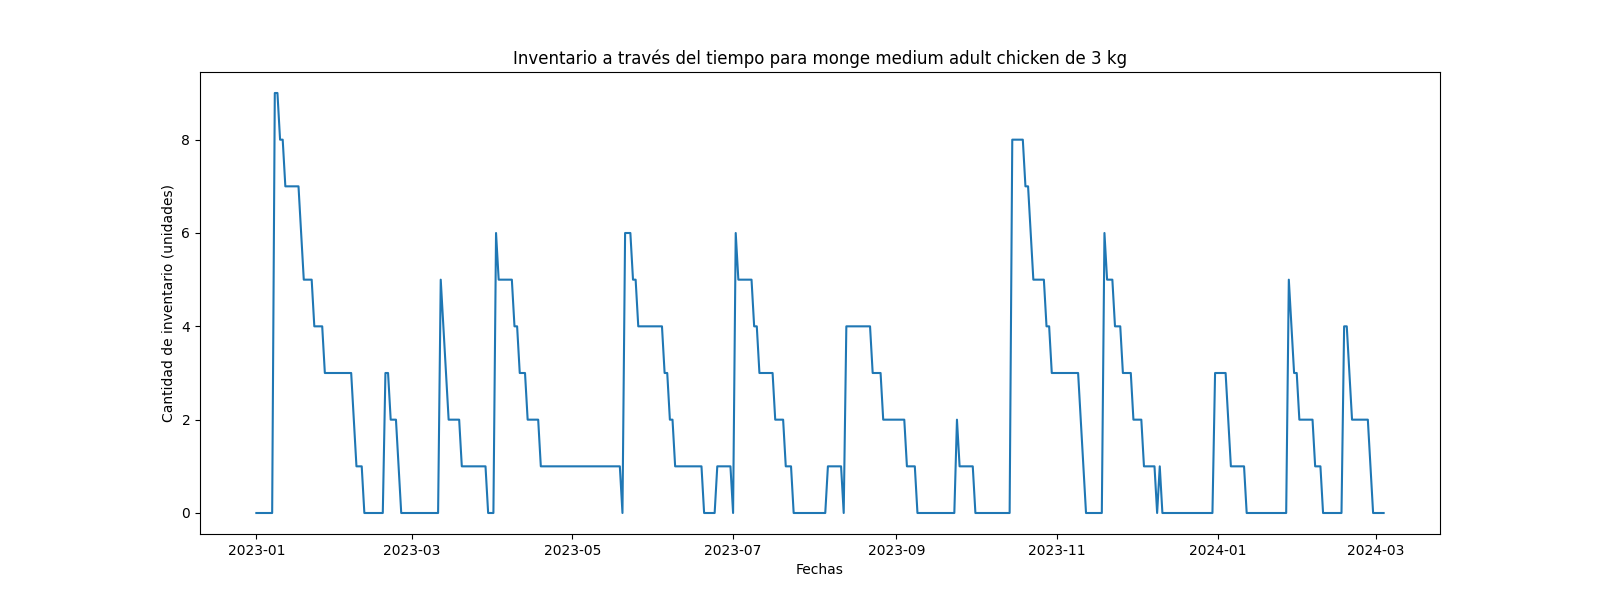 Inventario a través del tiempo para monge medium adult chicken de 3 kg
Cantidad de inventario (unidades)
8
6
4
2
0
2023-01 2023-03 2023-05 2023-07 2023-09 2023-11 2024-01 2024-03
Fechas